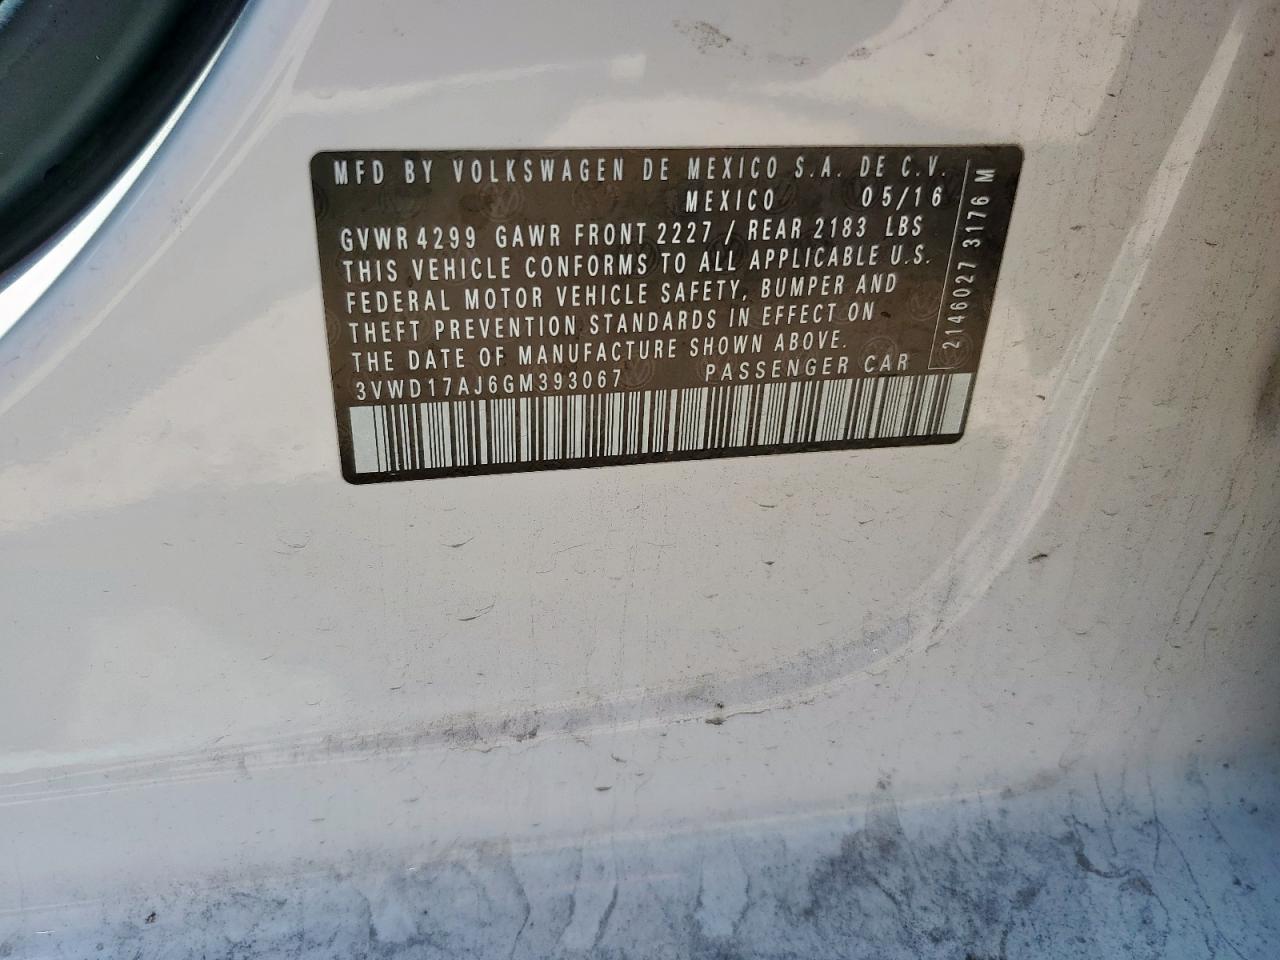 MFD BY VOLKSWAGEN DE MEXICO S.A. DE C.V.
MEXICO 05/16
GVWR 4299 GAWR FRONT 2227 / REAR 2183 LBS
THIS VEHICLE CONFORMS TO ALL APPLICABLE U.S.
FEDERAL MOTOR VEHICLE SAFETY, BUMPER AND
THEFT PREVENTION STANDARDS IN EFFECT ON
THE DATE OF MANUFACTURE SHOWN ABOVE.
3VWD17AJ6GM393067 PASSENGER CAR
2146027 3176 M